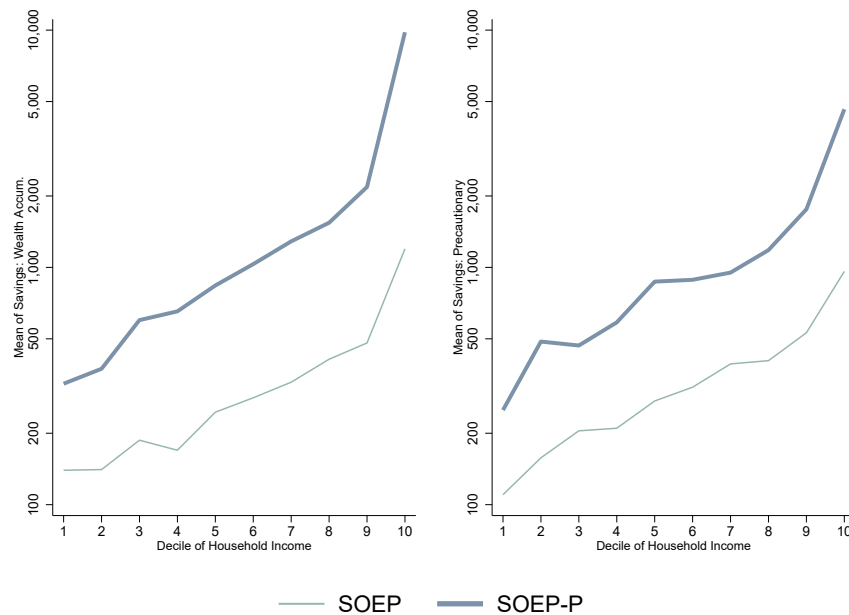 Mean of Savings: Wealth Accum.
10,000
5,000
2,000
1,000
500
200
100
1 2 3 4 5 6 7 8 9 10
Decile of Household Income
Mean of Savings: Precautionary
10,000
5,000
2,000
1,000
500
200
100
1 2 3 4 5 6 7 8 9 10
Decile of Household Income
SOEP SOEP-P